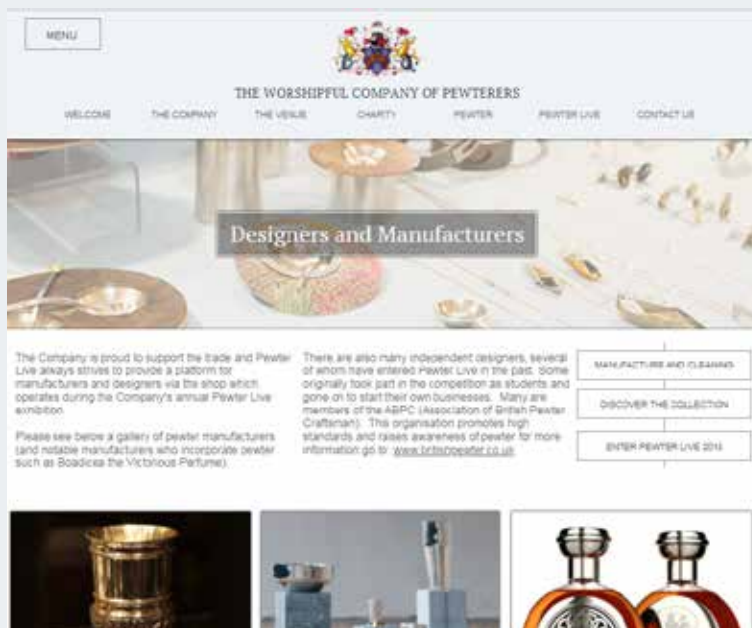 MENU
THE WORSHIPFUL COMPANY OF PEWTERERS
WELCOME THE COMPANY THE VENUE CHARITY PEWTER PEWTER LIVE CONTACT US
Designers and Manufacturers
The Company is proud to support the trade and Pewter
Live always strives to provide a platform for
manufacturers and designers via the shop which
operates during the Company's annual Pewter Live
exhibition.
Please see below a gallery of pewter manufacturers
(and notable manufacturers who incorporate pewter
such as Boadicea the Victorious Perfume).
There are also many independent designers, several
of whom have entered Pewter Live in the past. Some
originally took part in the competition as students and
gone on to start their own businesses. Many are
members of the ABPC (Association of British Pewter
Craftsman). This organisation promotes high
standards and raises awareness of pewter for more
information go to: www.britishpewter.co.uk
MANUFACTURE AND CLEANING
DISCOVER THE COLLECTION
ENTER PEWTER LIVE